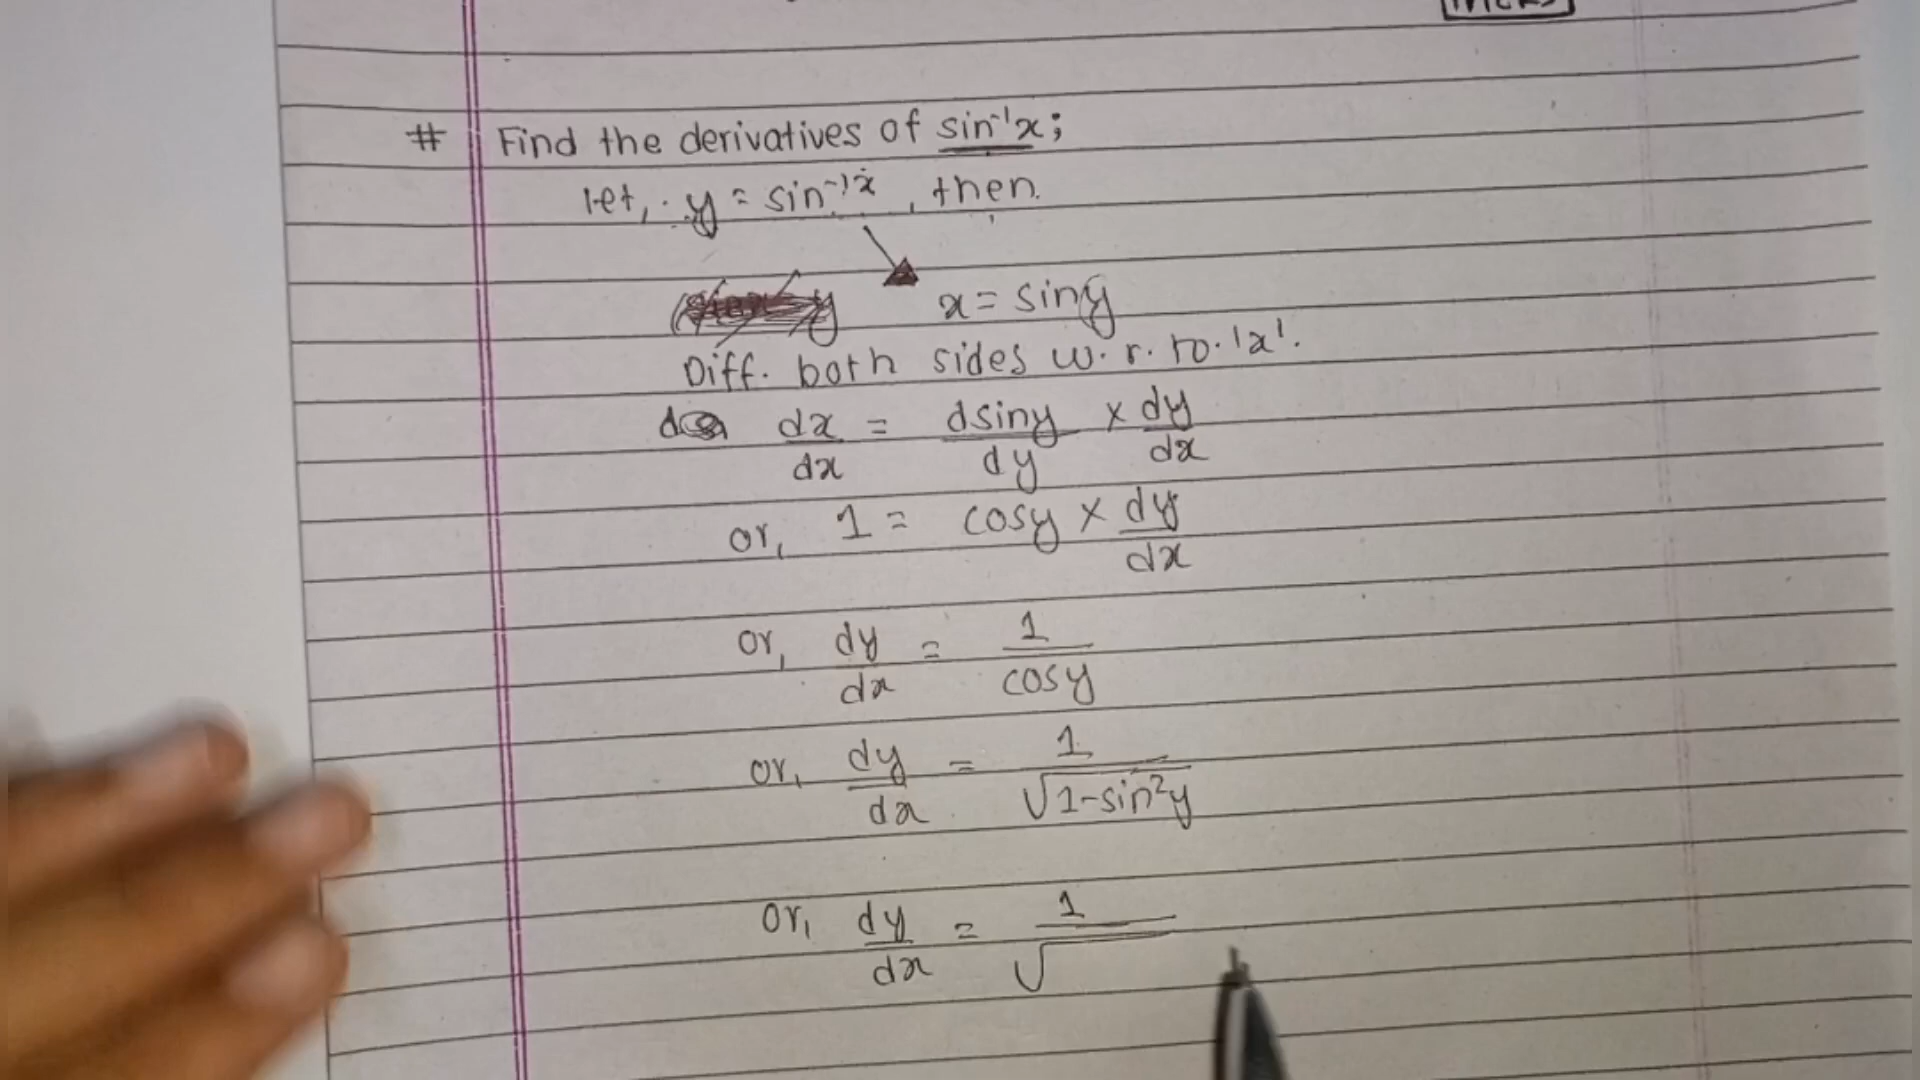 # Find the derivatives of sin⁻¹x;
let, y = sin⁻¹x, then.
x = siny
Diff. both sides w.r.to.'x'.
dx/dx = dsiny/dy × dy/dx
or, 1 = cosy × dy/dx
or, dy/dx = 1/cosy
or, dy/dx = 1/√1-sin²y
or, dy/dx = 1/√